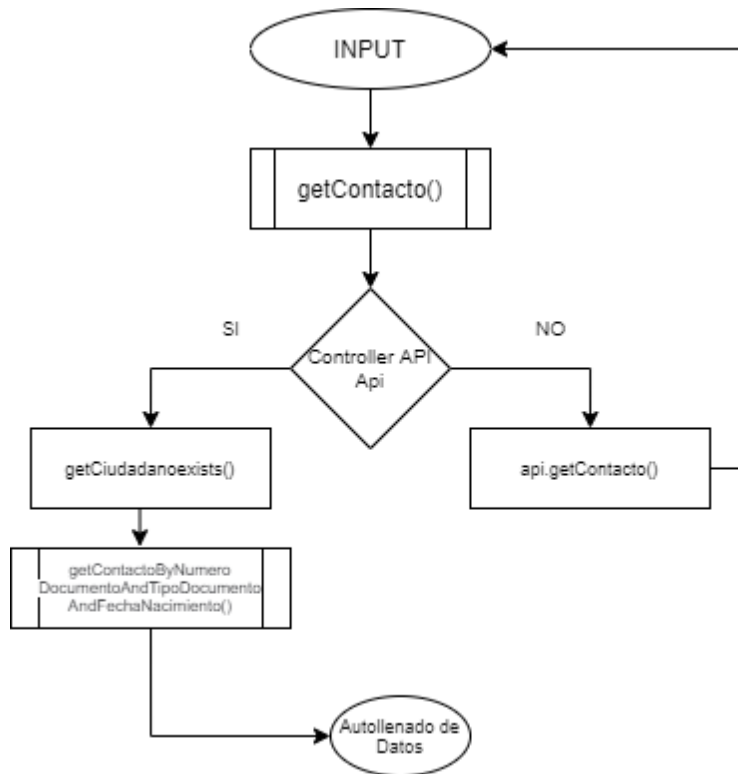 INPUT
getContacto()
SI
NO
Controller API
Api
getCiudadanoexists()
api.getContacto()
getContactoByNumero
DocumentoAndTipoDocumento
AndFechaNacimiento()
Autollenado de
Datos